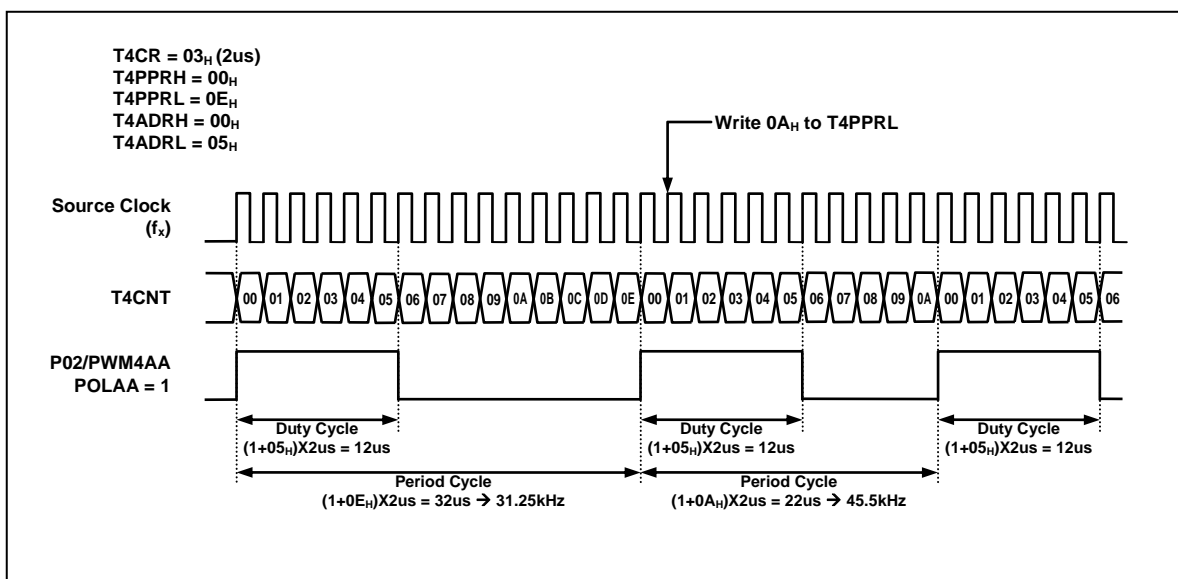 T4CR = 03H (2us)
T4PPRH = 00H
T4PPRL = 0EH
T4ADRH = 00H
T4ADRL = 05H
Write 0AH to T4PPRL
Source Clock
(fx)
T4CNT
00 01 02 03 04 05 06 07 08 09 0A 0B 0C 0D 0E 00 01 02 03 04 05 06 07 08 09 0A 00 01 02 03 04 05 06
P02/PWM4AA
POLAA = 1
Duty Cycle
(1+05H)X2us = 12us
Duty Cycle
(1+05H)X2us = 12us
Duty Cycle
(1+05H)X2us = 12us
Period Cycle
(1+0EH)X2us = 32us → 31.25kHz
Period Cycle
(1+0AH)X2us = 22us → 45.5kHz